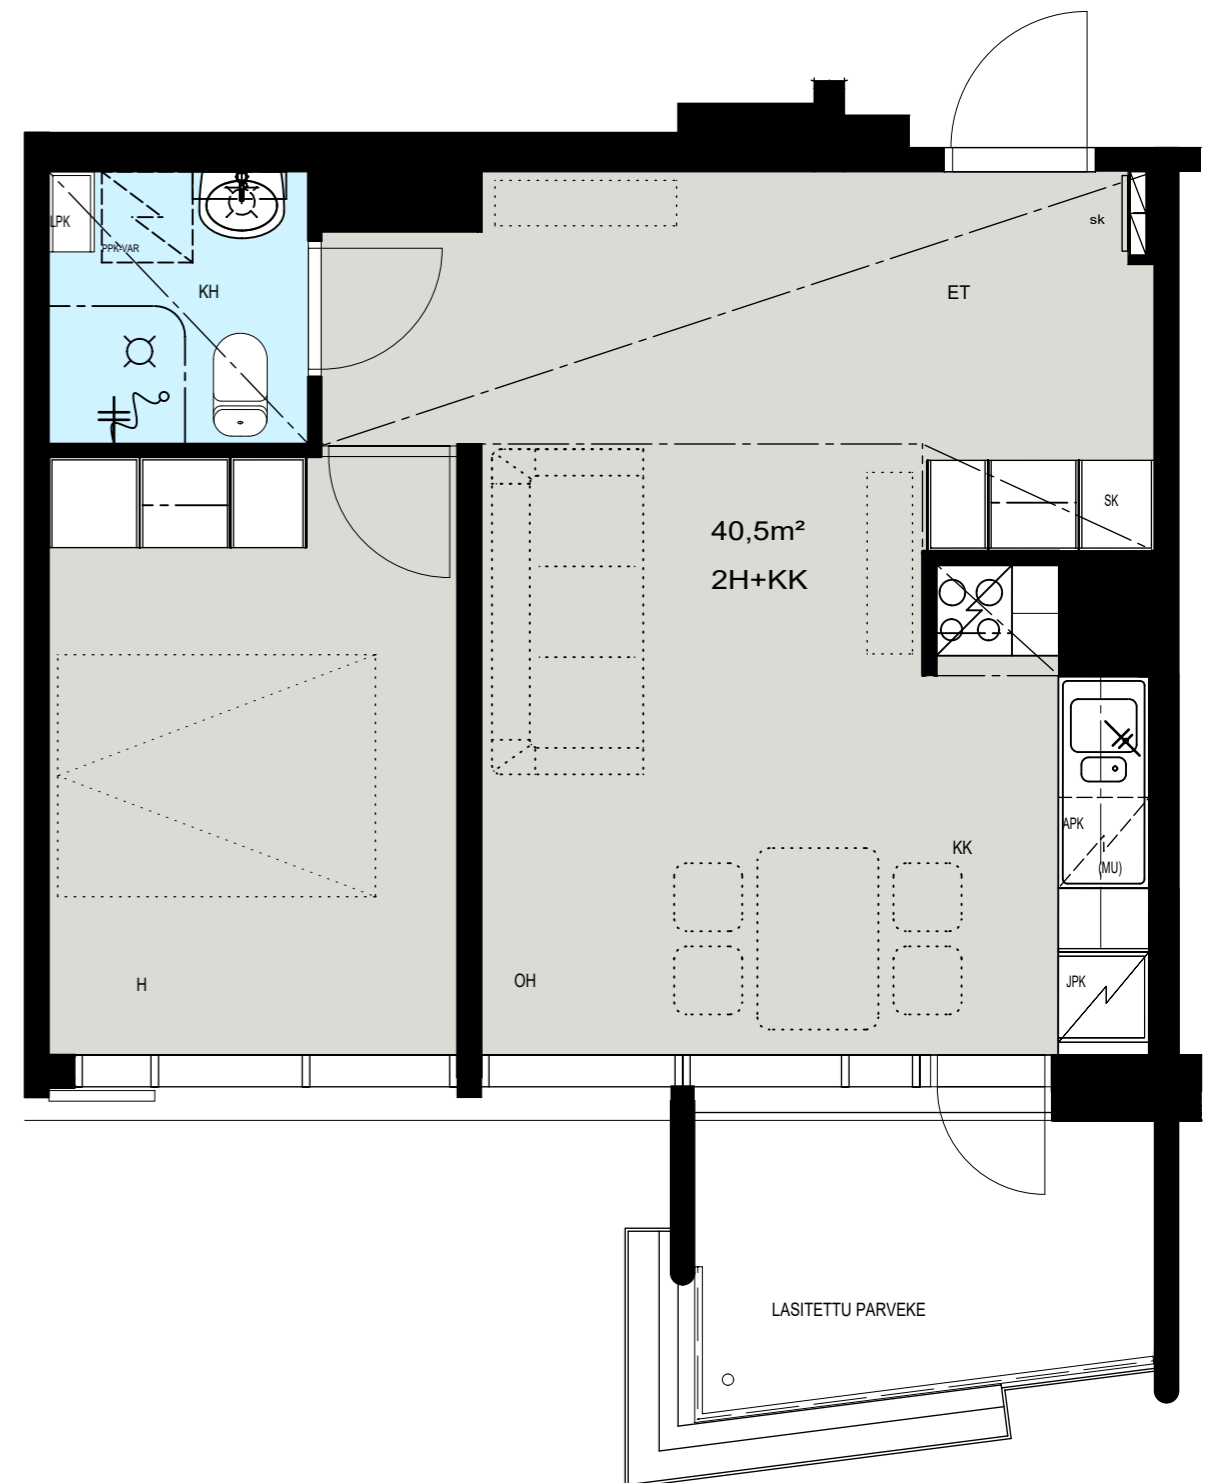 LPK
sk
PPK-VAR
KH
ET
SK
40,5m²
2H+KK
APK
KK
(MU)
H
OH
JPK
LASITETTU PARVEKE